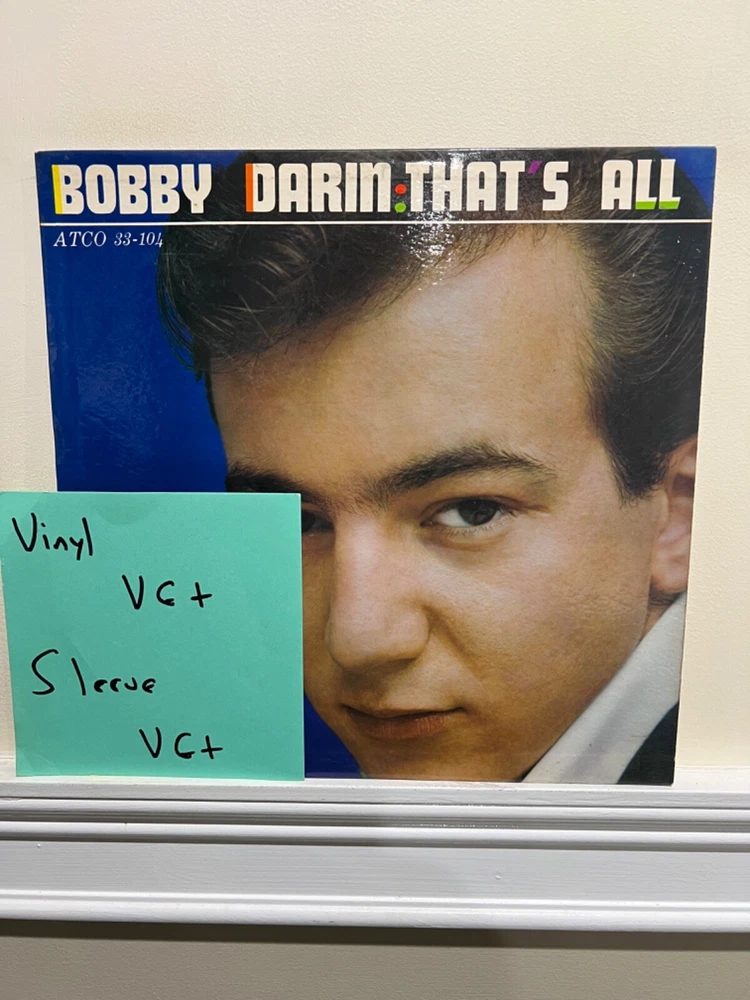 BOBBY DARIN:THAT'S ALL
ATCO 33-104
Vinyl
VG+
Sleeve
VG+